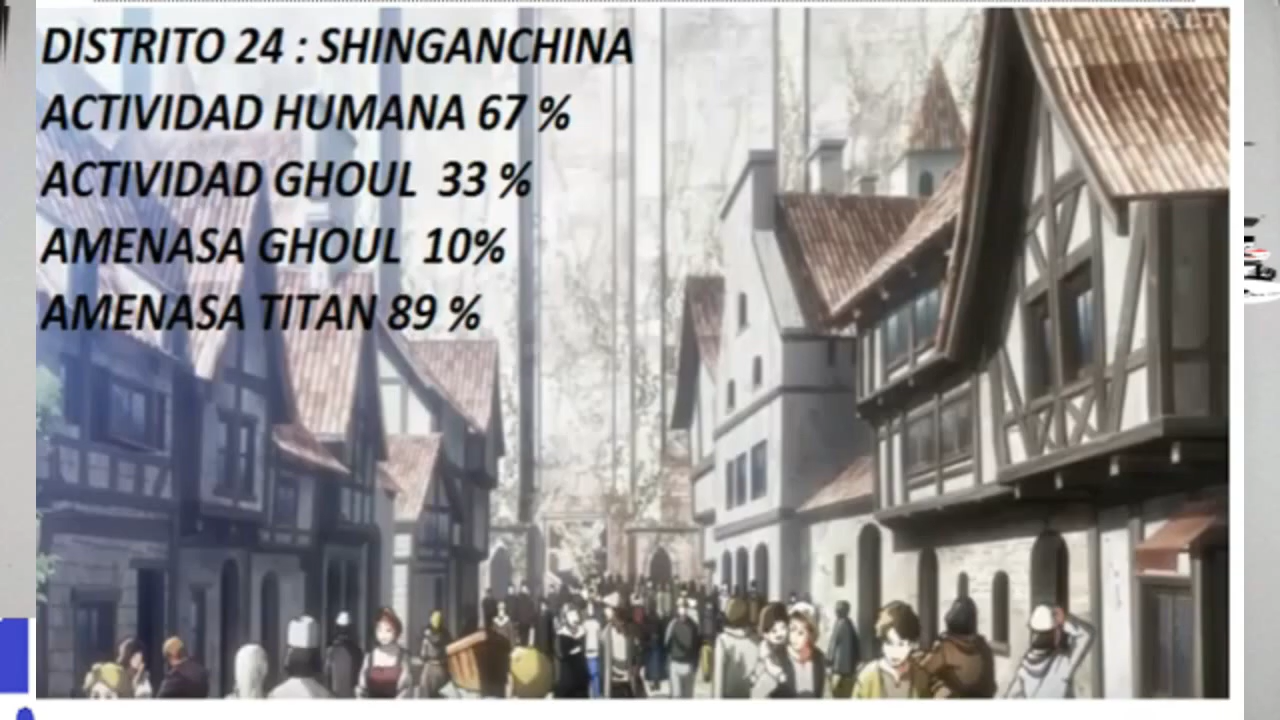 DISTRITO 24 : SHINGANCHINA
ACTIVIDAD HUMANA 67 %
ACTIVIDAD GHOUL 33 %
AMENASA GHOUL 10%
AMENASA TITAN 89 %